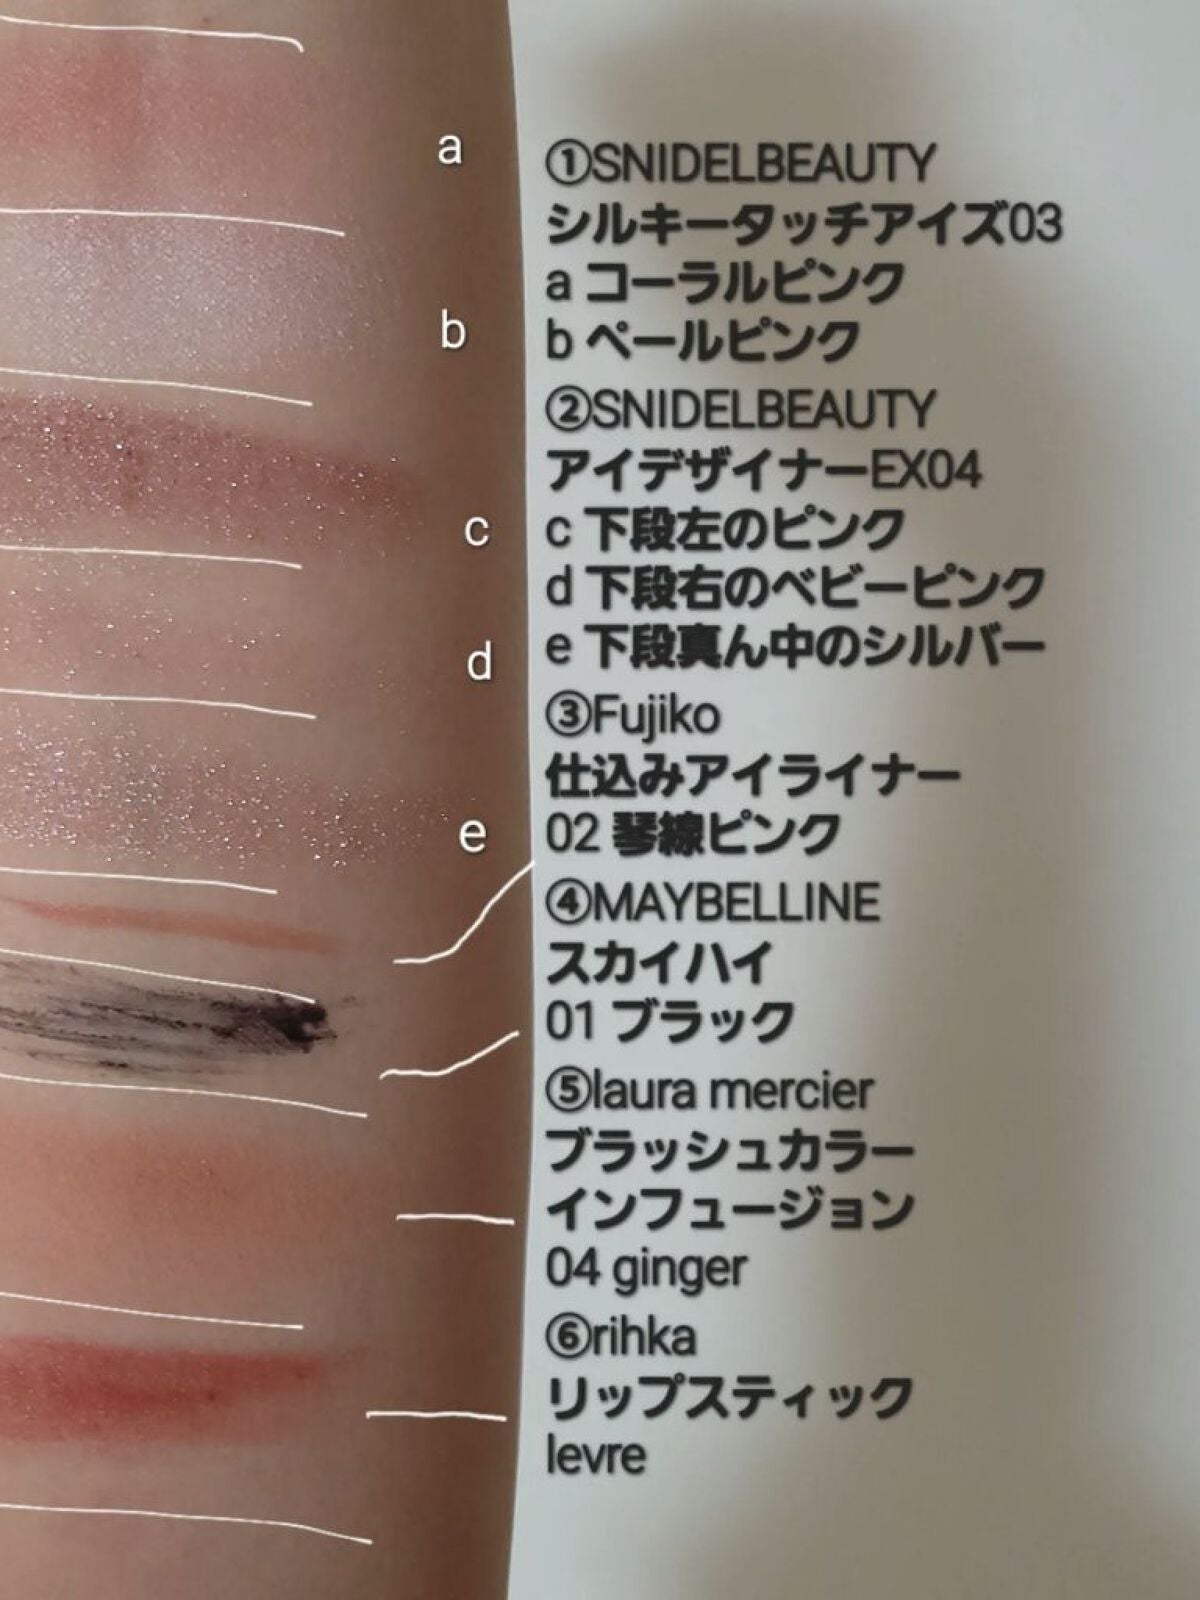 a
b
c
d
e
①SNIDELBEAUTY
シルキータッチアイズ03
a コーラルピンク
b ペールピンク
②SNIDELBEAUTY
アイデザイナーEX04
c 下段左のピンク
d 下段右のベビーピンク
e 下段真ん中のシルバー
③Fujiko
仕込みアイライナー
02 琴線ピンク
④MAYBELLINE
スカイハイ
01 ブラック
⑤laura mercier
ブラッシュカラー
インフュージョン
04 ginger
⑥rihka
リップスティック
levre